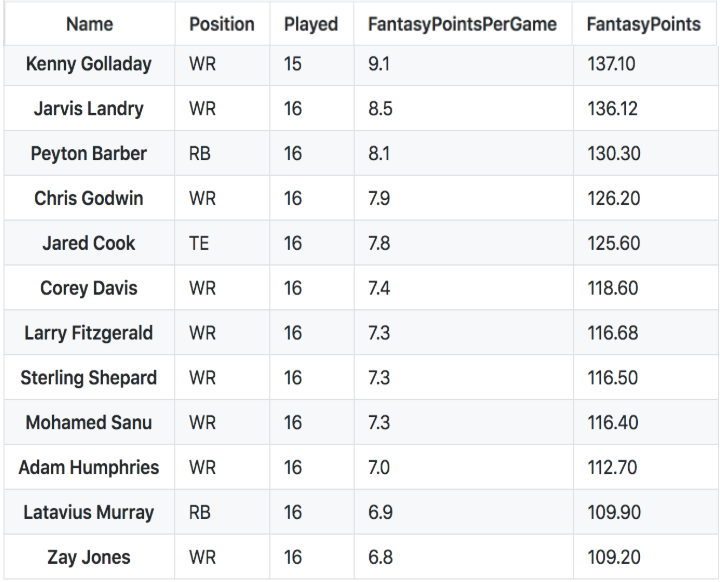 Name Position Played FantasyPointsPerGame FantasyPoints
Kenny Golladay WR 15 9.1 137.10
Jarvis Landry WR 16 8.5 136.12
Peyton Barber RB 16 8.1 130.30
Chris Godwin WR 16 7.9 126.20
Jared Cook TE 16 7.8 125.60
Corey Davis WR 16 7.4 118.60
Larry Fitzgerald WR 16 7.3 116.68
Sterling Shepard WR 16 7.3 116.50
Mohamed Sanu WR 16 7.3 116.40
Adam Humphries WR 16 7.0 112.70
Latavius Murray RB 16 6.9 109.90
Zay Jones WR 16 6.8 109.20